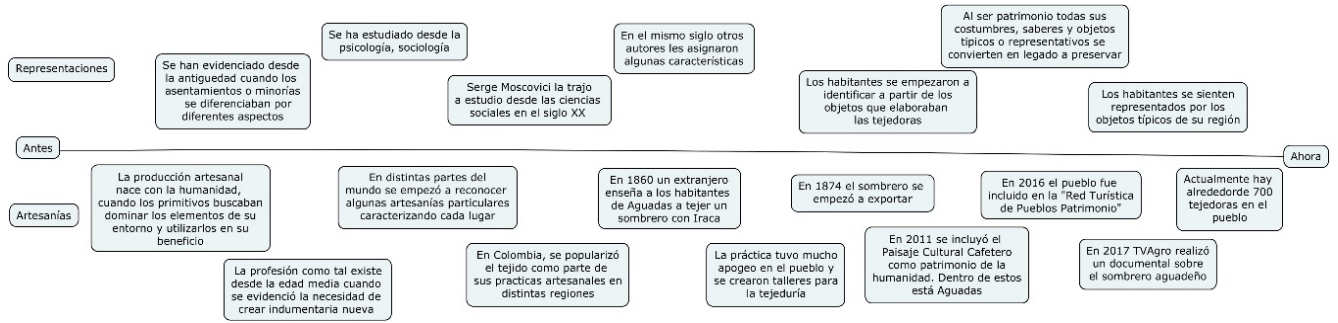 Representaciones
Se han evidenciado desde
la antiguedad cuando los
asentamientos o minorías
se diferenciaban por
diferentes aspectos
Se ha estudiado desde la
psicología, sociología
Serge Moscovici la trajo
a estudio desde las ciencias
sociales en el siglo XX
En el mismo siglo otros
autores les asignaron
algunas características
Los habitantes se empezaron a
identificar a partir de los
objetos que elaboraban
las tejedoras
Al ser patrimonio todas sus
costumbres, saberes y objetos
típicos o representativos se
convierten en legado a preservar
Los habitantes se sienten
representados por los
objetos típicos de su región
Antes
Ahora
Artesanías
La producción artesanal
nace con la humanidad,
cuando los primitivos buscaban
dominar los elementos de su
entorno y utilizarlos en su
beneficio
La profesión como tal existe
desde la edad media cuando
se evidenció la necesidad de
crear indumentaria nueva
En distintas partes del
mundo se empezó a reconocer
algunas artesanías particulares
caracterizando cada lugar
En Colombia, se popularizó
el tejido como parte de
sus practicas artesanales en
distintas regiones
En 1860 un extranjero
enseña a los habitantes
de Aguadas a tejer un
sombrero con Iraca
La práctica tuvo mucho
apogeo en el pueblo y
se crearon talleres para
la tejeduría
En 1874 el sombrero se
empezó a exportar
En 2011 se incluyó el
Paisaje Cultural Cafetero
como patrimonio de la
humanidad. Dentro de estos
está Aguadas
En 2016 el pueblo fue
incluido en la "Red Turística
de Pueblos Patrimonio"
En 2017 TVAgro realizó
un documental sobre
el sombrero aguadeño
Actualmente hay
alrededorde 700
tejedoras en el
pueblo